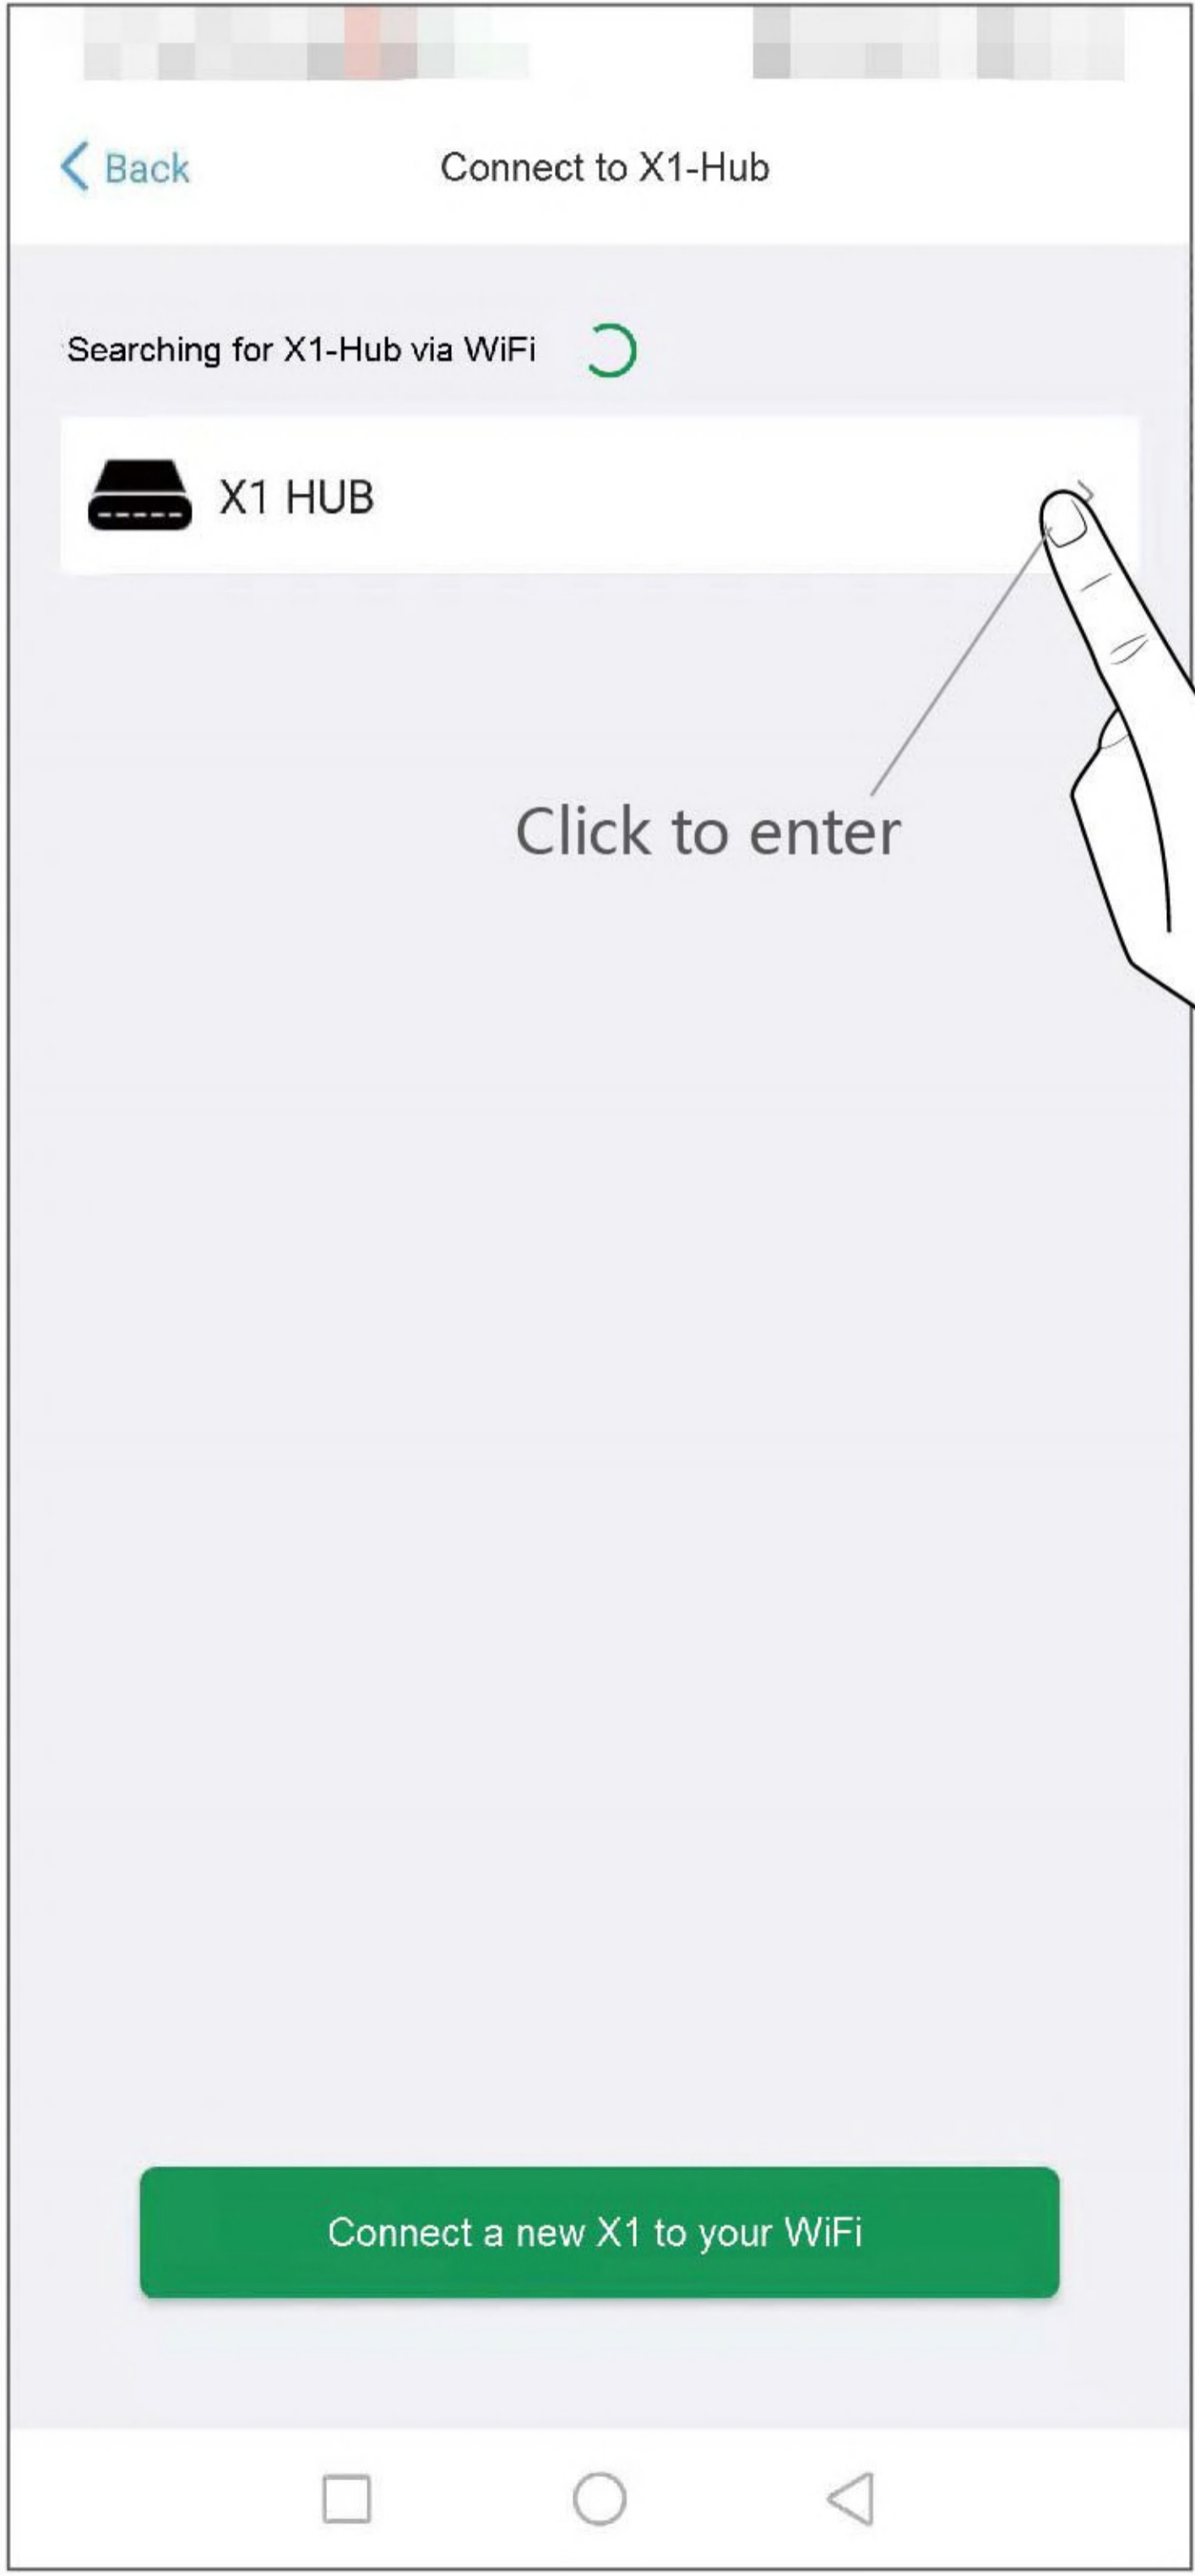 Back
Connect to X1-Hub
Searching for X1-Hub via WiFi
X1 HUB
Click to enter
Connect a new X1 to your WiFi